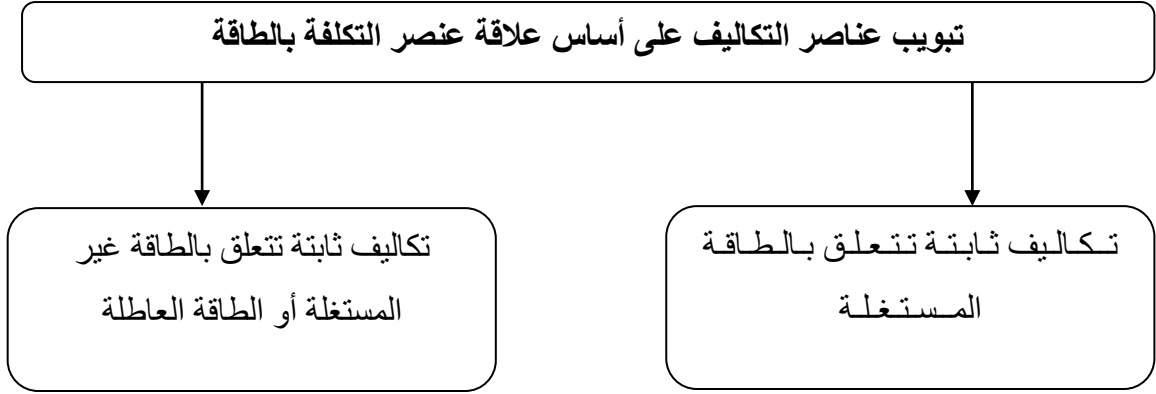 تبويب عناصر التكاليف على أساس علاقة عنصر التكلفة بالطاقة
تكاليف ثابتة تتعلق بالطاقة
المستغلة
تكاليف ثابتة تتعلق بالطاقة غير
المستغلة أو الطاقة العاطلة